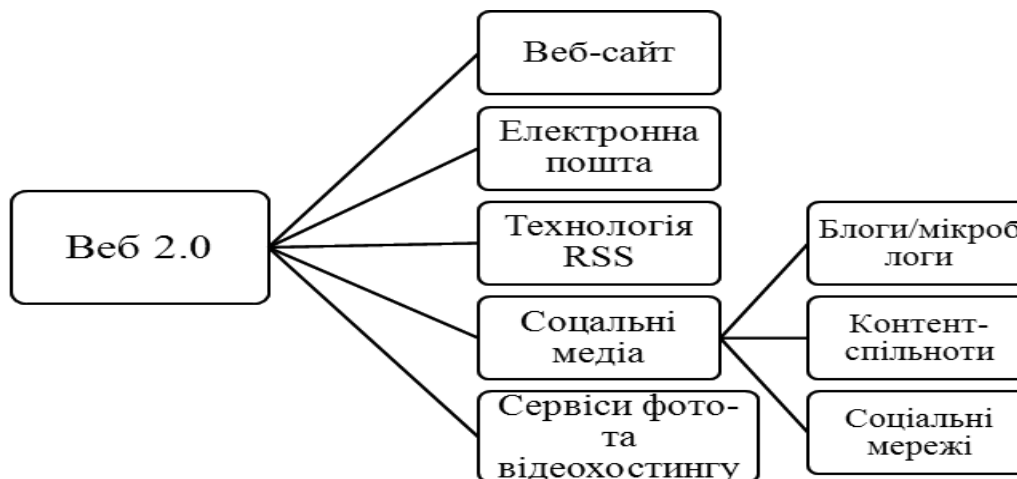 Веб 2.0
Веб-сайт
Електронна
пошта
Технологія
RSS
Соцальні
медіа
Сервіси фото-
та
відеохостингу
Блоги/мікроб
логи
Контент-
спільноти
Соціальні
мережі